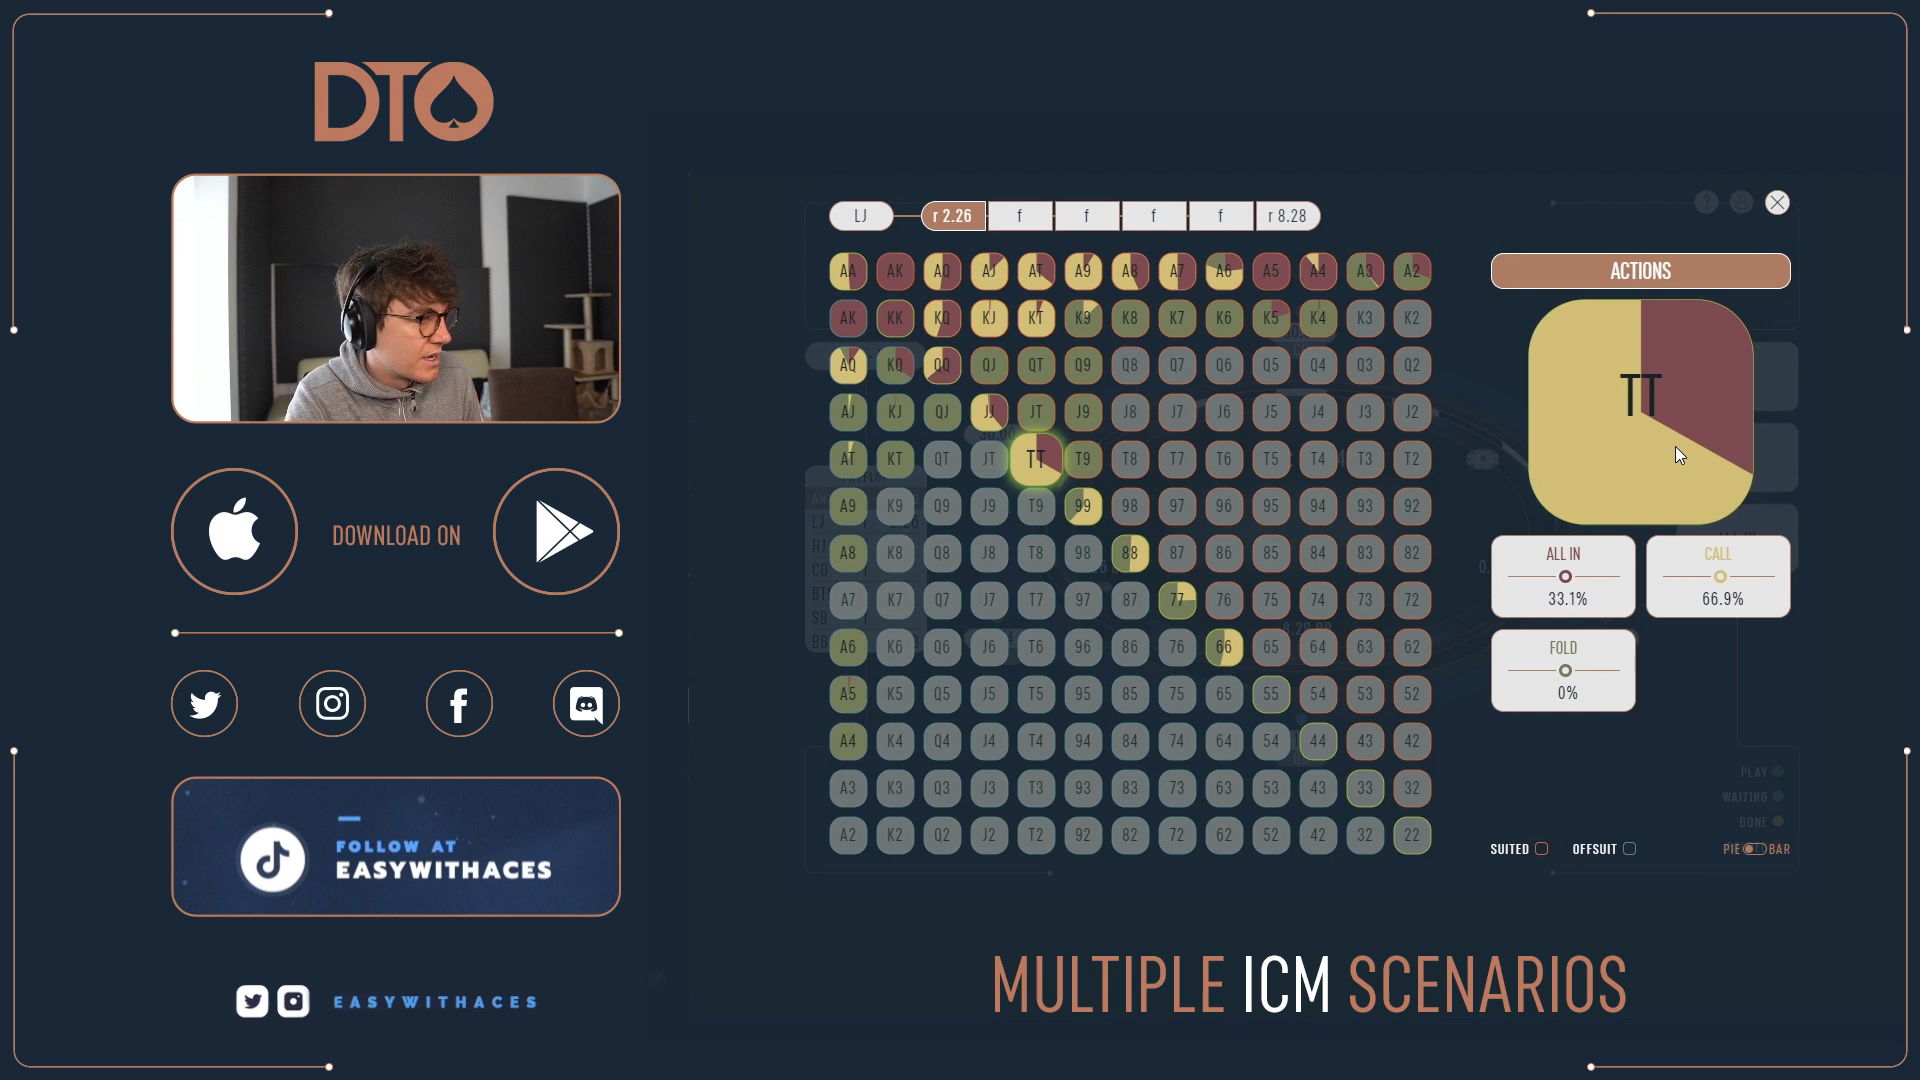 DTO
DOWNLOAD ON
FOLLOW AT
EASYWITHACES
EASYWITHACES
LJ r 2.26 f f f f r 8.28
AA AK AQ AJ AT A9 A8 A7 A6 A5 A4 A3 A2
AK KK KQ KJ KT K9 K8 K7 K6 K5 K4 K3 K2
AQ KQ QQ QJ QT Q9 Q8 Q7 Q6 Q5 Q4 Q3 Q2
AJ KJ QJ JJ JT J9 J8 J7 J6 J5 J4 J3 J2
AT KT QT JT TT T9 T8 T7 T6 T5 T4 T3 T2
A9 K9 Q9 J9 T9 99 98 97 96 95 94 93 92
A8 K8 Q8 J8 T8 98 88 87 86 85 84 83 82
A7 K7 Q7 J7 T7 97 87 77 76 75 74 73 72
A6 K6 Q6 J6 T6 96 86 76 66 65 64 63 62
A5 K5 Q5 J5 T5 95 85 75 65 55 54 53 52
A4 K4 Q4 J4 T4 94 84 74 64 54 44 43 42
A3 K3 Q3 J3 T3 93 83 73 63 53 43 33 32
A2 K2 Q2 J2 T2 92 82 72 62 52 42 32 22
ACTIONS
TT
ALL IN CALL
33.1% 66.9%
FOLD
0%
PLAY
WAITING
DONE
SUITED OFFSUIT PIE BAR
MULTIPLE ICM SCENARIOS